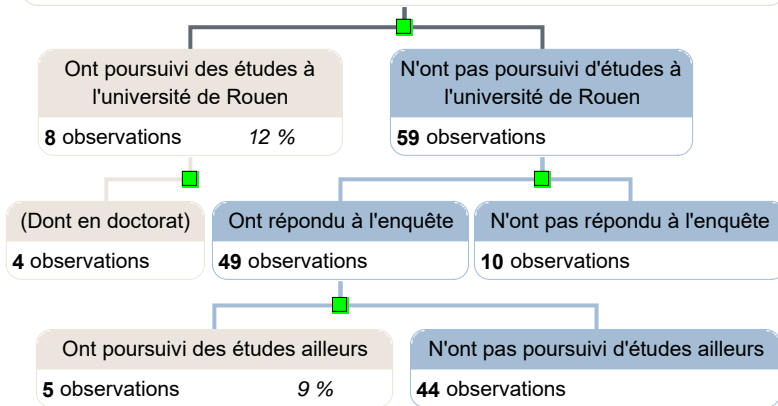 Ont poursuivi des études à
l'université de Rouen
8 observations 12 %
N'ont pas poursuivi d'études à
l'université de Rouen
59 observations
(Dont en doctorat)
4 observations
Ont répondu à l'enquête
49 observations
N'ont pas répondu à l'enquête
10 observations
Ont poursuivi des études ailleurs
5 observations 9 %
N'ont pas poursuivi d'études ailleurs
44 observations